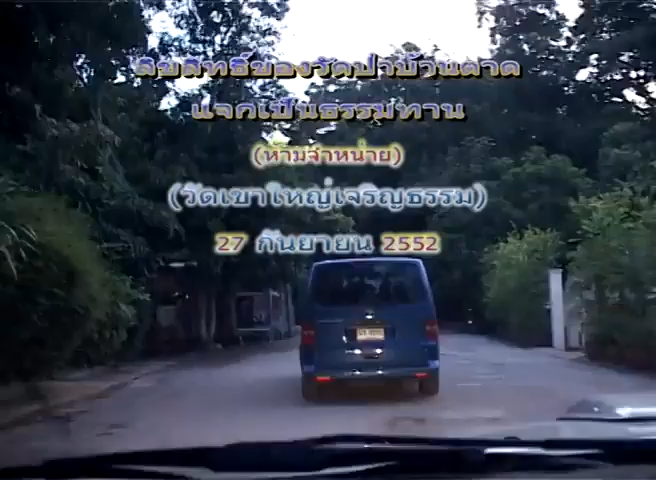 ลิขสิทธิ์ของวัดป่าบ้านตาด
แจกเป็นธรรมทาน
(ห้ามจำหน่าย)
(วัดเขาใหญ่เจริญธรรม)
27 กันยายน 2552